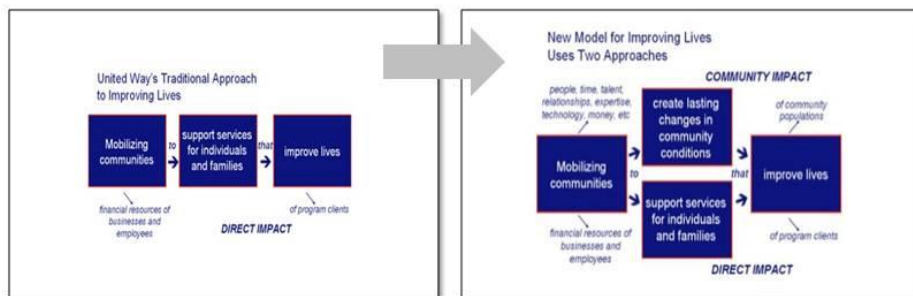 United Way's Traditional Approach
to Improving Lives
Mobilizing
communities
to
support services
for individuals
and families
that
improve lives
financial resources of
businesses and
employees
of program clients
DIRECT IMPACT
New Model for Improving Lives
Uses Two Approaches
COMMUNITY IMPACT
people, time, talent,
relationships, expertise,
technology, money, etc
create lasting
changes in
community
conditions
of community
populations
Mobilizing
communities
to
that
improve lives
support services
for individuals
and families
financial resources of
businesses and
employees
of program clients
DIRECT IMPACT